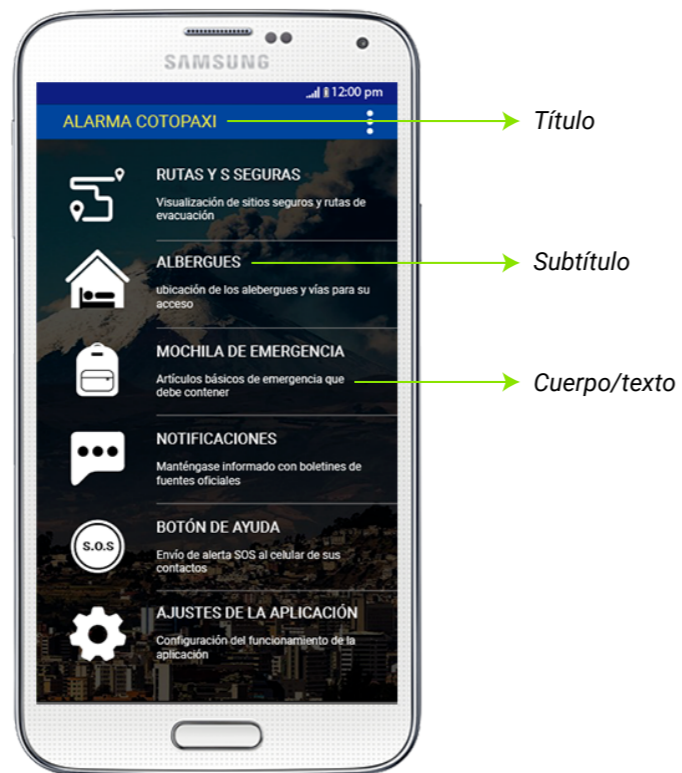 SAMSUNG
12:00 pm
ALARMA COTOPAXI
Título
RUTAS Y S SEGURAS
Visualización de sitios seguros y rutas de
evacuación
ALBERGUES
Subtítulo
ubicación de los alebergues y vías para su
acceso
MOCHILA DE EMERGENCIA
Artículos básicos de emergencia que
debe contener
Cuerpo/texto
NOTIFICACIONES
Manténgase informado con boletines de
fuentes oficiales
S.O.S
BOTÓN DE AYUDA
Envío de alerta SOS al celular de sus
contactos
AJUSTES DE LA APLICACIÓN
Configuración del funcionamiento de la
aplicación